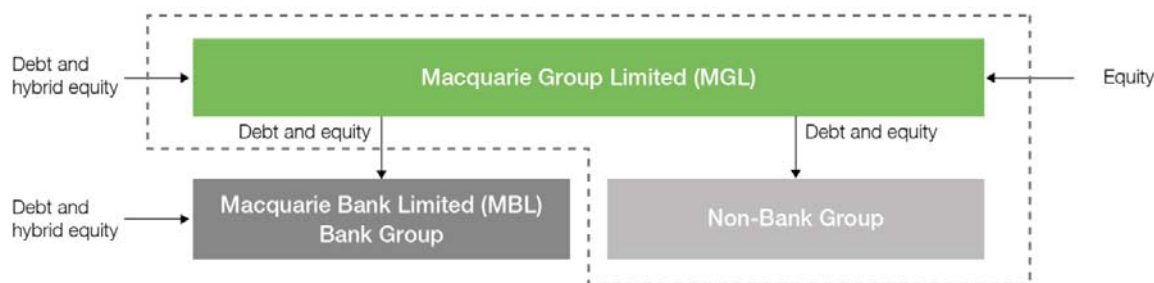 Debt and
hybrid equity
Macquarie Group Limited (MGL)
Equity
Debt and equity
Debt and equity
Debt and
hybrid equity
Macquarie Bank Limited (MBL)
Bank Group
Non-Bank Group